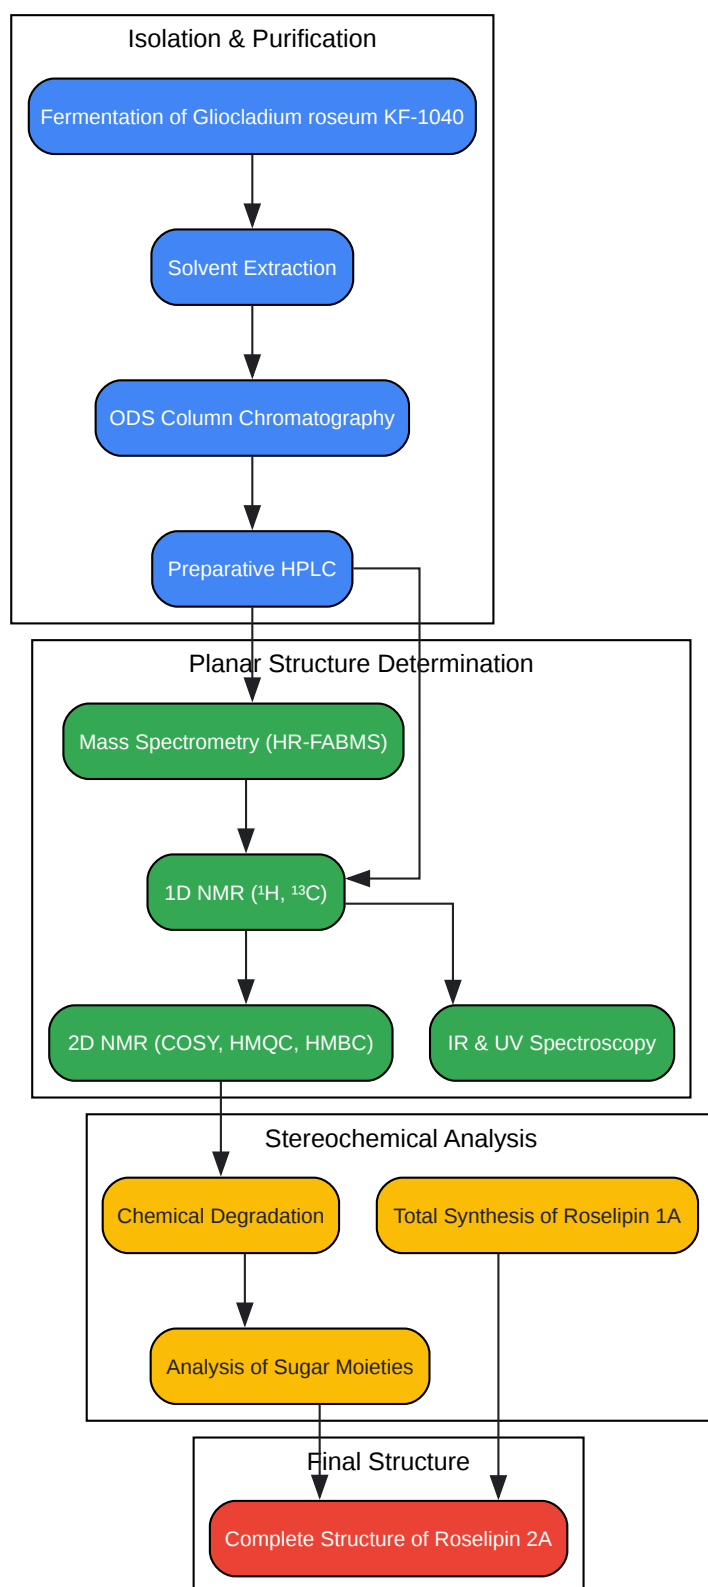 Isolation & Purification
Fermentation of Gliocladium roseum KF-1040
Solvent Extraction
ODS Column Chromatography
Preparative HPLC
Planar Structure Determination
Mass Spectrometry (HR-FABMS)
1D NMR (¹H, ¹³C)
2D NMR (COSY, HMQC, HMBC)
IR & UV Spectroscopy
Stereochemical Analysis
Chemical Degradation
Total Synthesis of Roselipin 1A
Analysis of Sugar Moieties
Final Structure
Complete Structure of Roselipin 2A